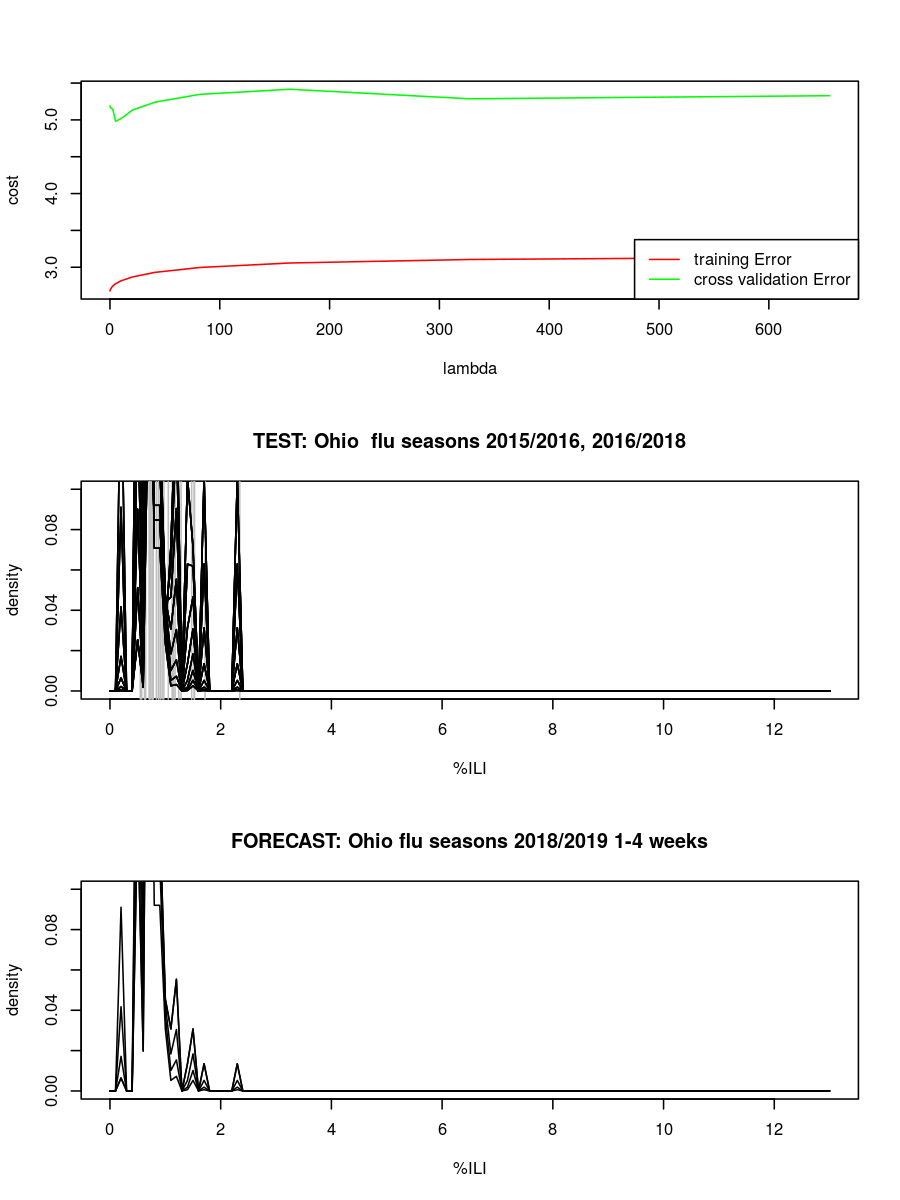 cost
5.0
4.0
3.0
training Error
cross validation Error
0 100 200 300 400 500 600
lambda
TEST: Ohio  flu seasons 2015/2016, 2016/2018
density
0.08
0.04
0.00
0 2 4 6 8 10 12
%ILI
FORECAST: Ohio flu seasons 2018/2019 1-4 weeks
density
0.08
0.04
0.00
0 2 4 6 8 10 12
%ILI